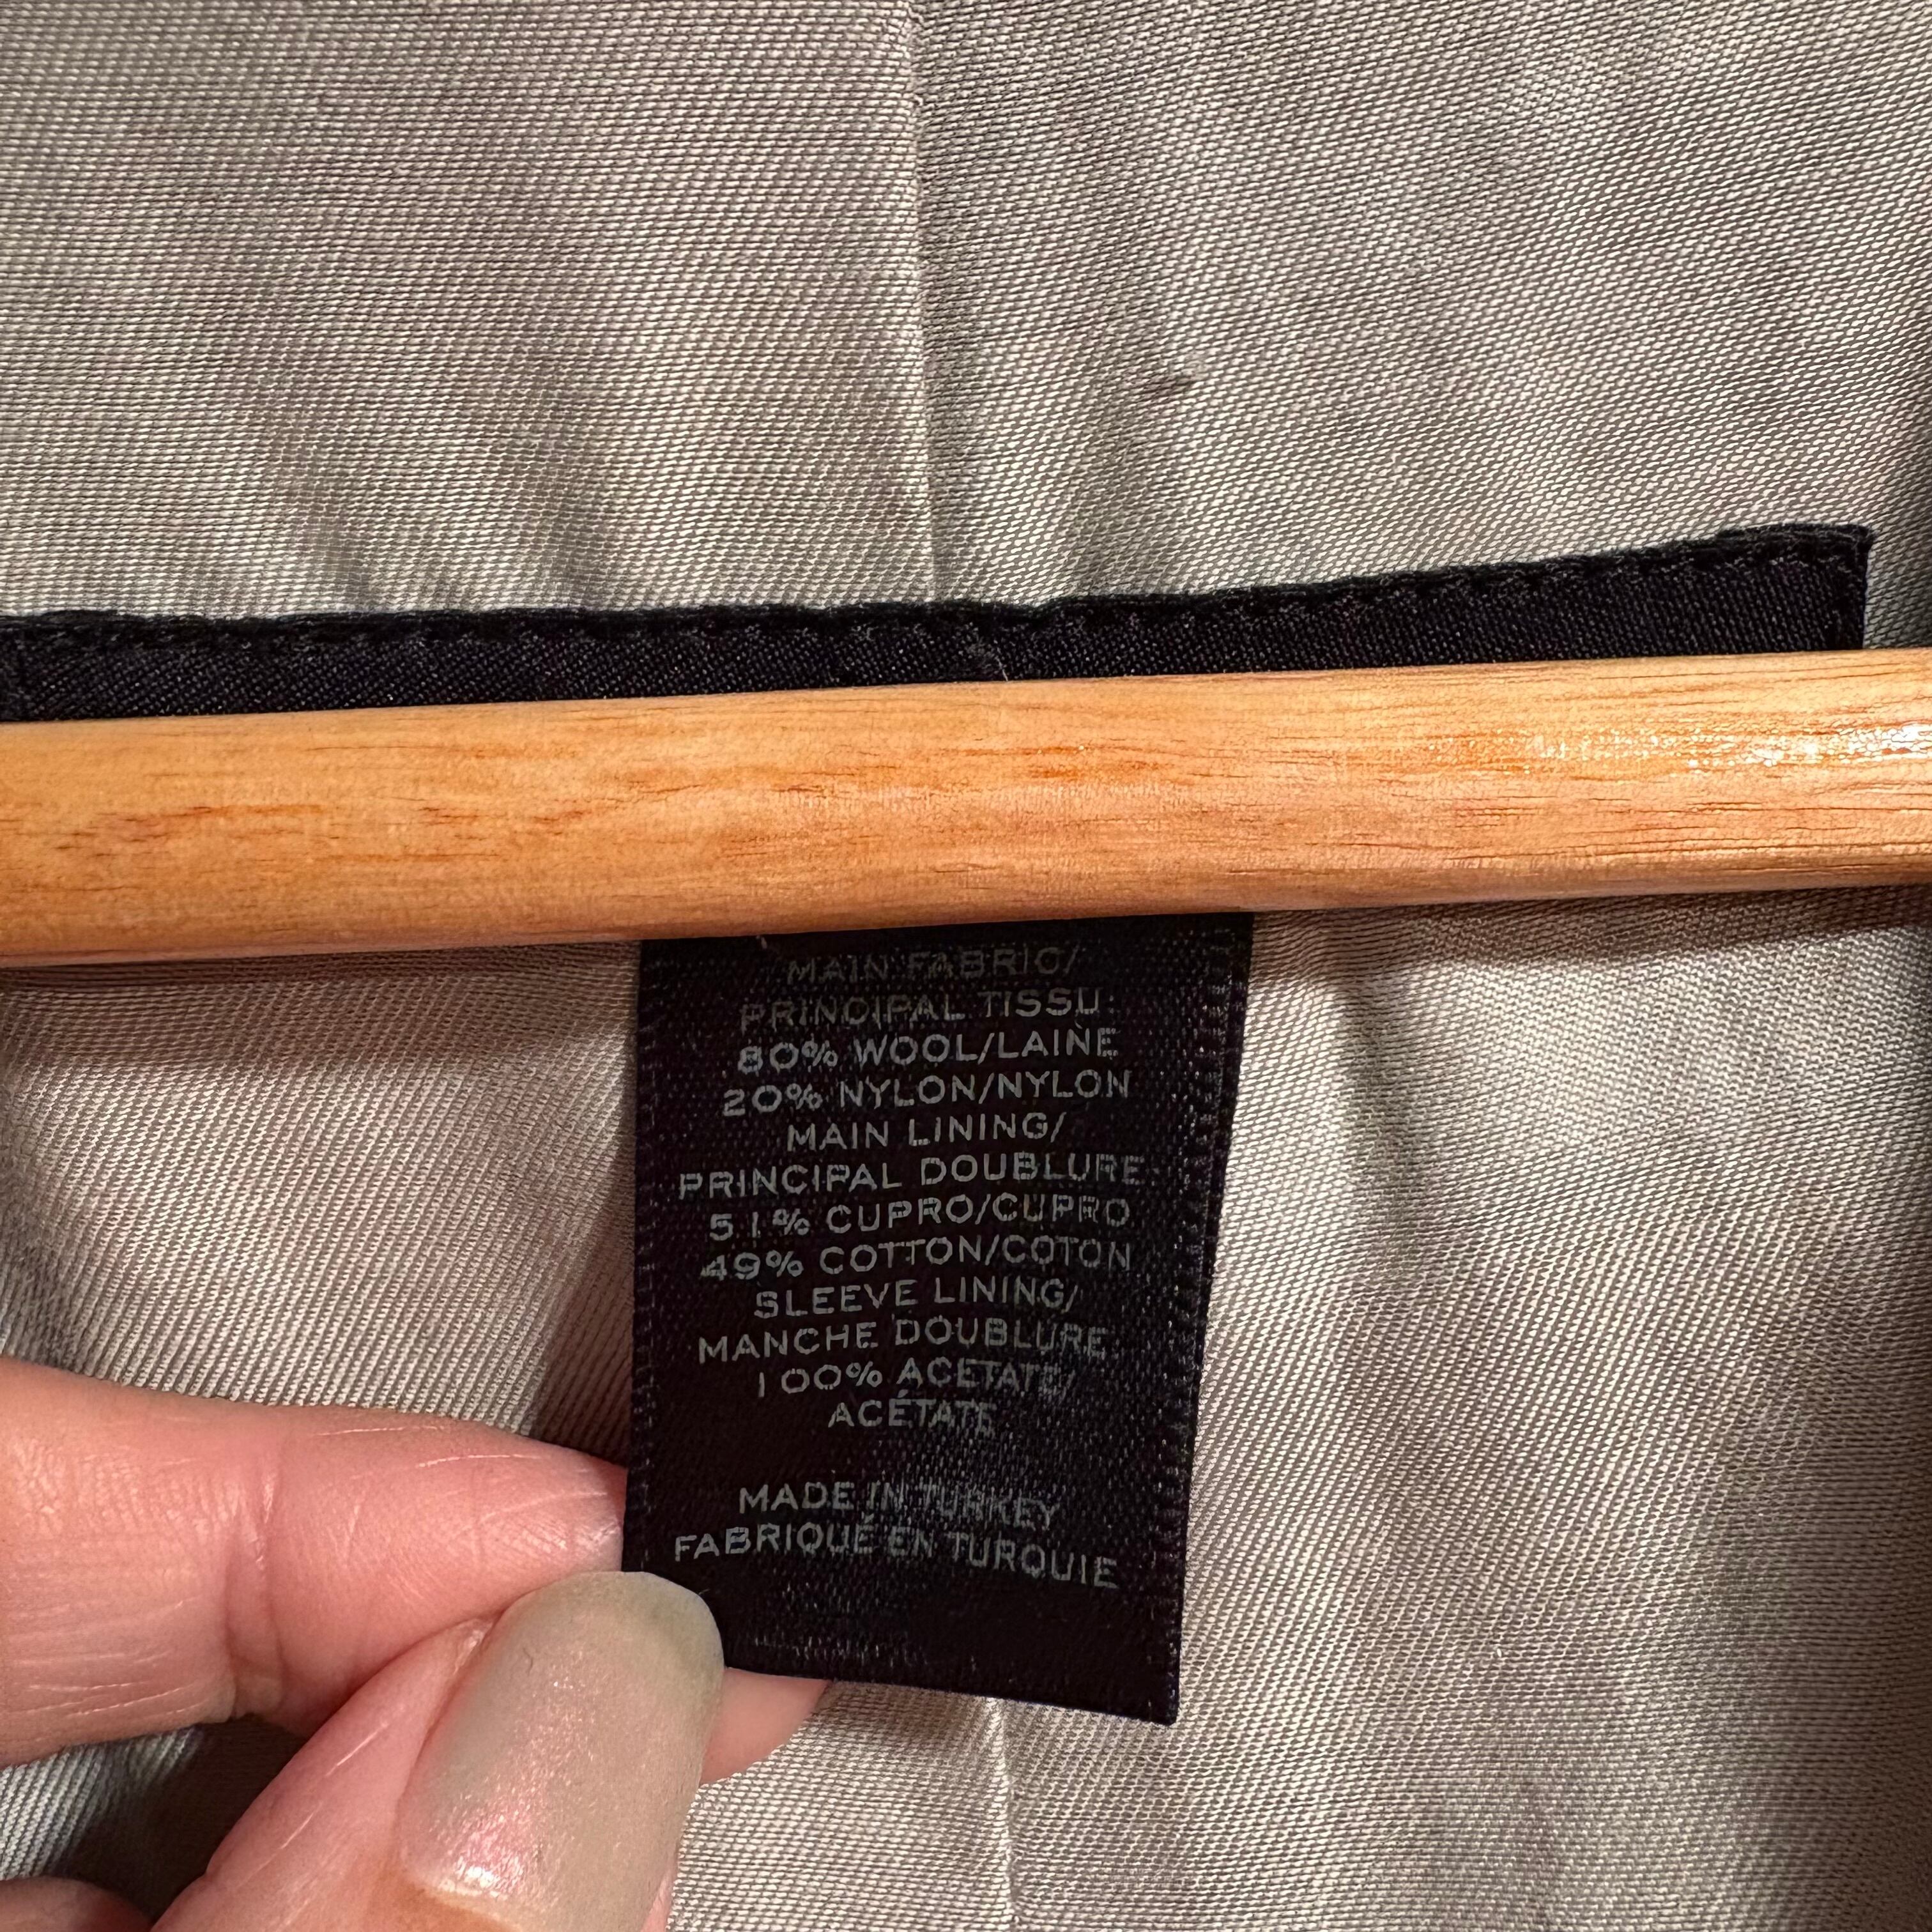 MAIN FABRIC/
PRINCIPAL TISSU:
80% WOOL/LAINE
20% NYLON/NYLON
MAIN LINING/
PRINCIPAL DOUBLURE:
51% CUPRO/CUPRO
49% COTTON/COTON
SLEEVE LINING/
MANCHE DOUBLURE:
100% ACETATE/
ACÉTATE
MADE IN TURKEY
FABRIQUÉ EN TURQUIE